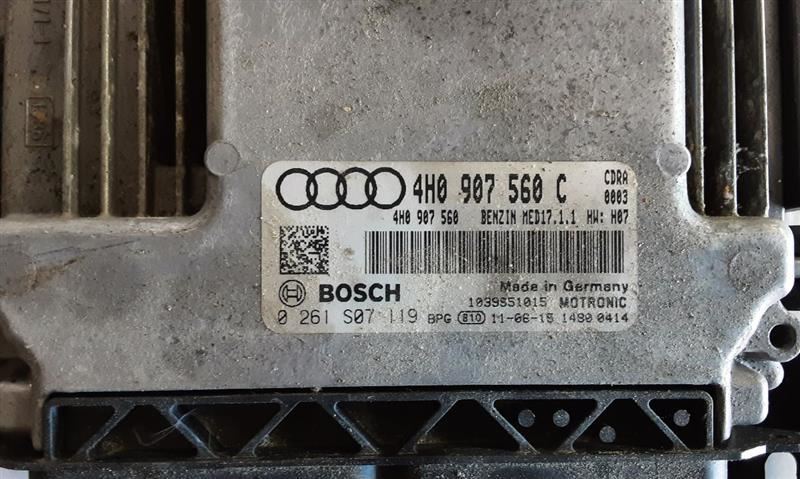 4H0 907 560 C CDRA
0003
4H0 907 560 BENZIN MED17.1.1 HW: H07
Made in Germany
BOSCH 1039S51015 MOTRONIC
0 261 S07 119 BPG 810 11-06-15 1480 0414